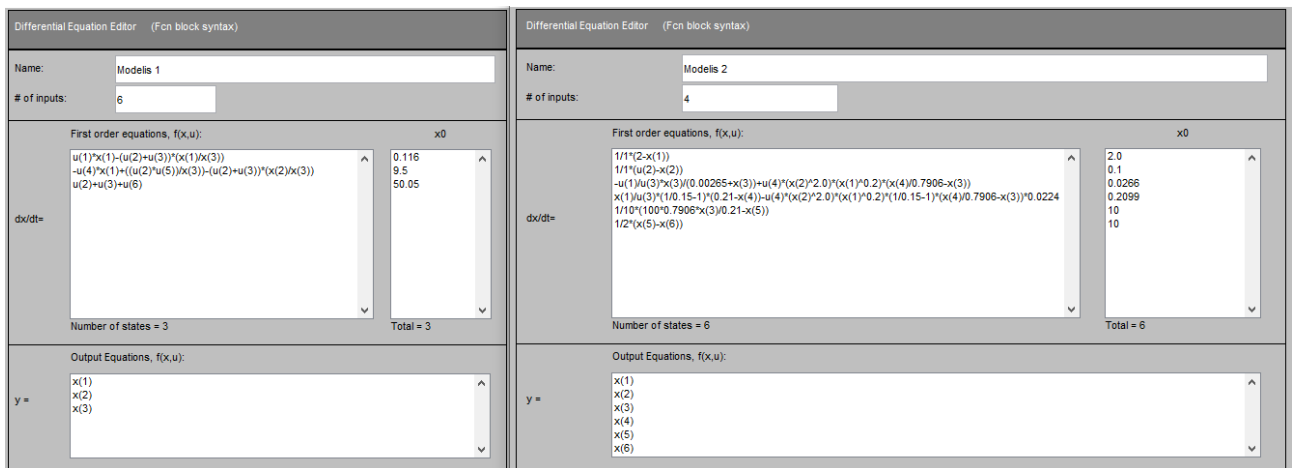 Differential Equation Editor (Fcn block syntax)
Name:
Modelis 1
# of inputs:
6
First order equations, f(x,u):
x0
dx/dt=
u(1)*x(1)-(u(2)+u(3))*(x(1)/x(3))
-u(4)*x(1)+((u(2)*u(5))/x(3))-(u(2)+u(3))*(x(2)/x(3))
u(2)+u(3)+u(6)
0.116
9.5
50.05
Number of states = 3
Total = 3
Output Equations, f(x,u):
y =
x(1)
x(2)
x(3)
Differential Equation Editor (Fcn block syntax)
Name:
Modelis 2
# of inputs:
4
First order equations, f(x,u):
x0
dx/dt=
1/1*(2-x(1))
1/1*(u(2)-x(2))
-u(1)/u(3)*x(3)/(0.00265+x(3))+u(4)*(x(2)^2.0)*(x(1)^0.2)*(x(4)/0.7906-x(3))
x(1)/u(3)*(1/0.15-1)*(0.21-x(4))-u(4)*(x(2)^2.0)*(x(1)^0.2)*(1/0.15-1)*(x(4)/0.7906-x(3))*0.0224
1/10*(100*0.7906*x(3)/0.21-x(5))
1/2*(x(5)-x(6))
2.0
0.1
0.0266
0.2099
10
10
Number of states = 6
Total = 6
Output Equations, f(x,u):
y =
x(1)
x(2)
x(3)
x(4)
x(5)
x(6)